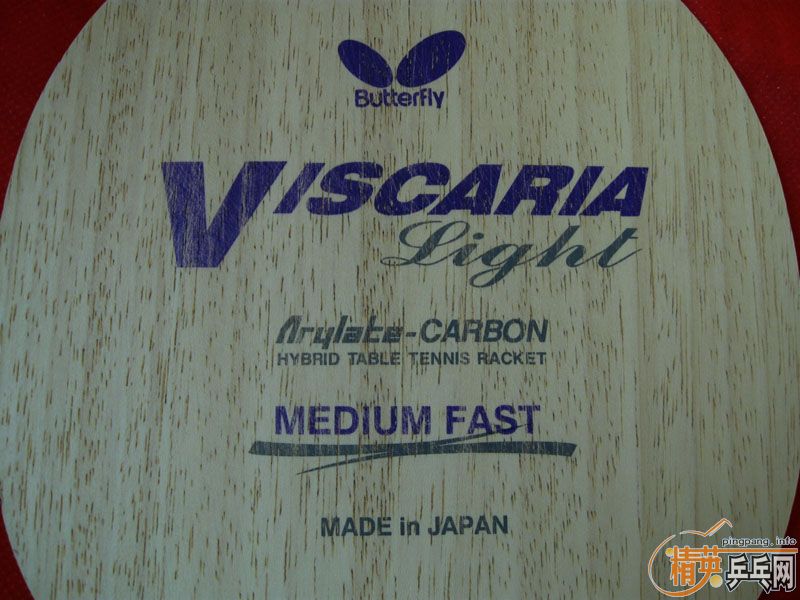 Butterfly
VISCARIA
Light
Arylate-CARBON
HYBRID TABLE TENNIS RACKET
MEDIUM FAST
MADE in JAPAN
pingpang.info
精英乒乓网